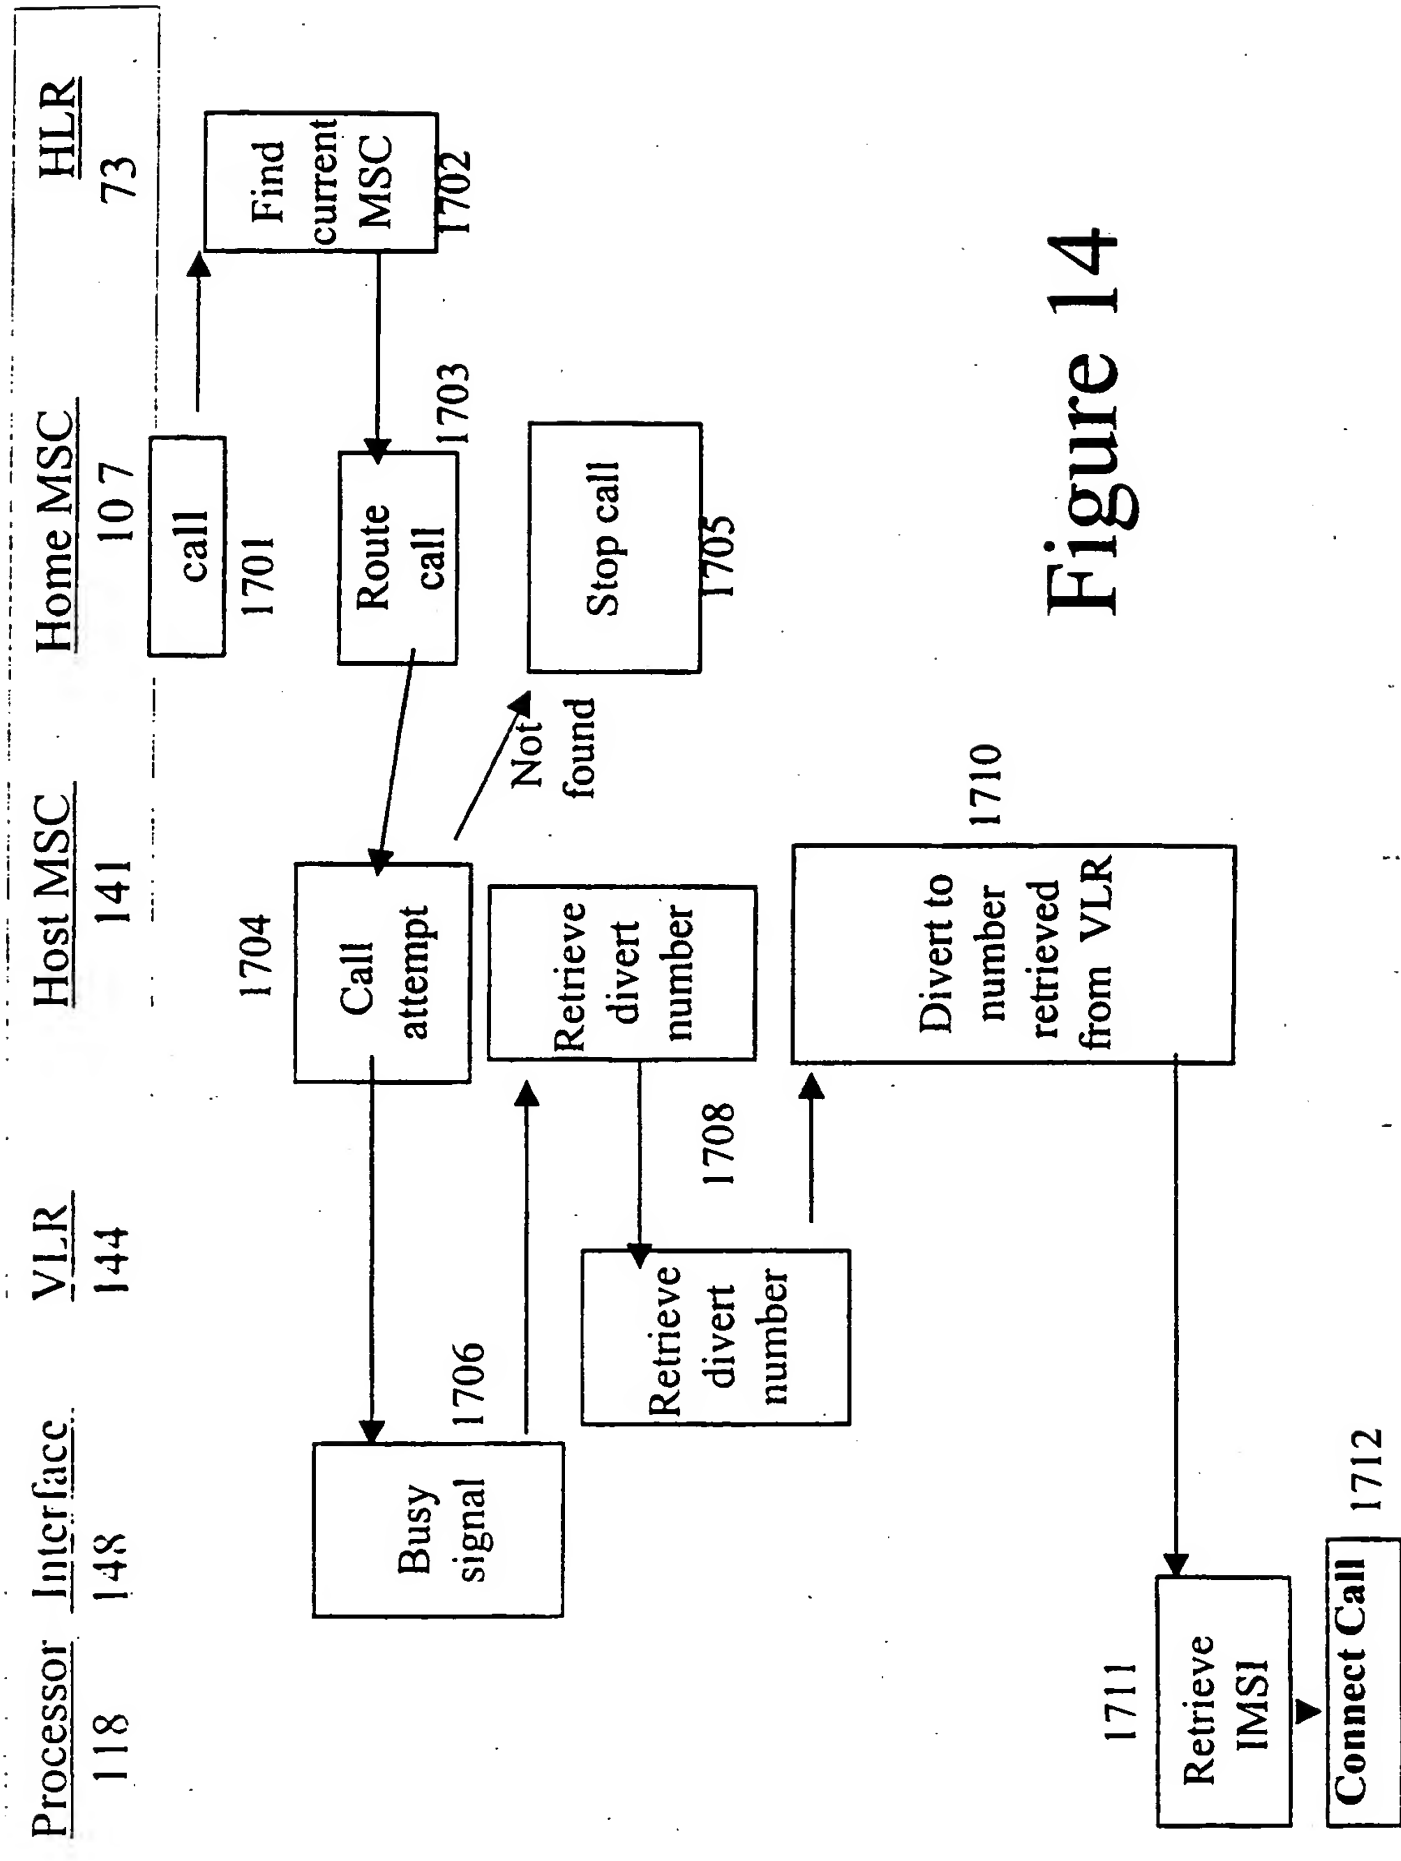 Processor Interface VLR Host MSC Home MSC HLR
118 148 144 141 107 73
call
1701
Find
current
MSC
1702
Route
call
1703
1704
Call
attempt
Not
found
Stop call
1705
Busy
signal
1706
Retrieve
divert
number
1708
Retrieve
divert
number
Divert to
number
retrieved
from VLR
1710
1711
Retrieve
IMSI
Connect Call
1712
Figure 14